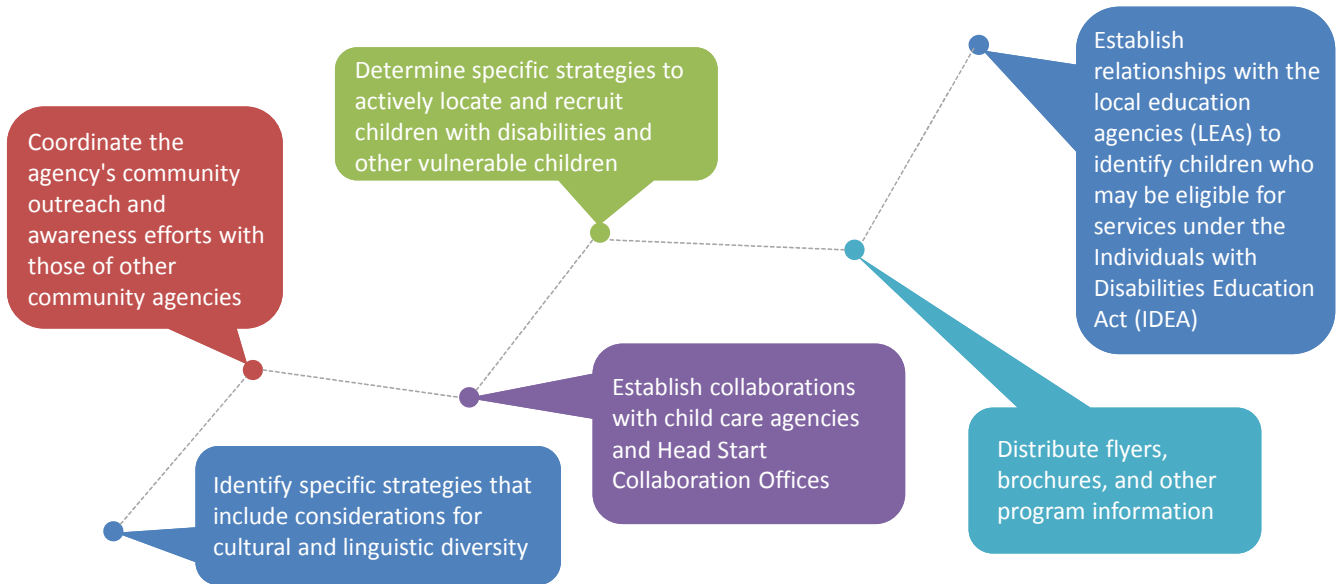 Coordinate the
agency's community
outreach and
awareness efforts with
those of other
community agencies
Identify specific strategies that
include considerations for
cultural and linguistic diversity
Determine specific strategies to
actively locate and recruit
children with disabilities and
other vulnerable children
Establish collaborations
with child care agencies
and Head Start
Collaboration Offices
Establish
relationships with the
local education
agencies (LEAs) to
identify children who
may be eligible for
services under the
Individuals with
Disabilities Education
Act (IDEA)
Distribute flyers,
brochures, and other
program information